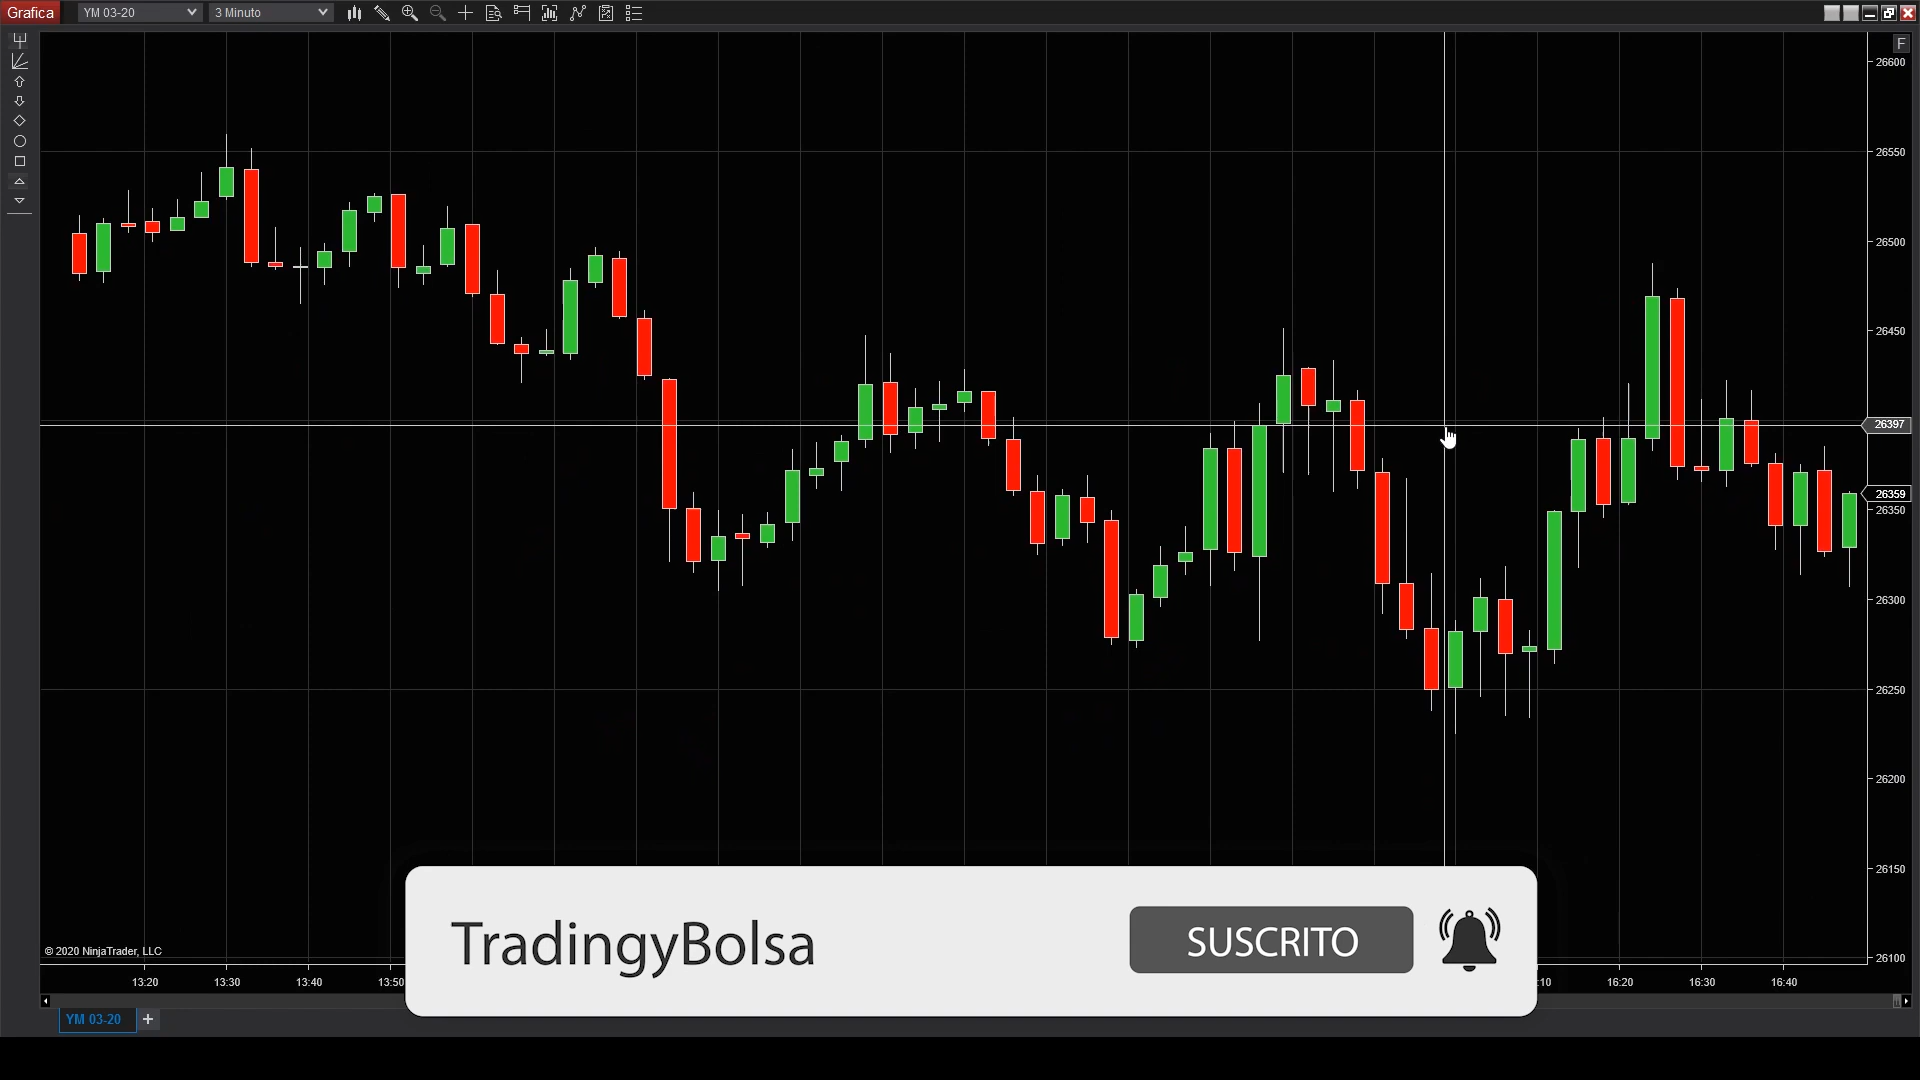 Grafica
YM 03-20
3 Minuto
F
26600
26550
26500
26450
26397
26359
26350
26300
26250
26200
26150
26100
TradingyBolsa
SUSCRITO
© 2020 NinjaTrader, LLC
13:20
13:30
13:40
13:50
:10
16:20
16:30
16:40
YM 03-20
+